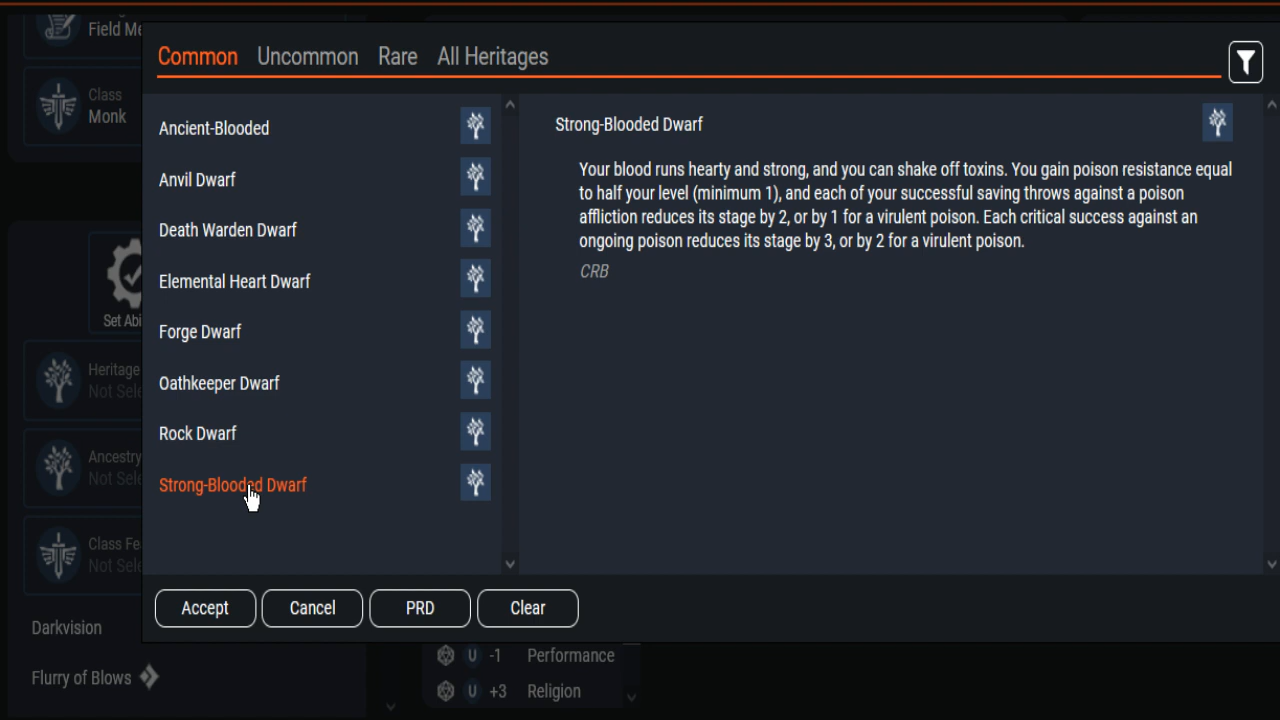 Field Me
Class
Monk
Common Uncommon Rare All Heritages
Ancient-Blooded
Anvil Dwarf
Death Warden Dwarf
Elemental Heart Dwarf
Forge Dwarf
Oathkeeper Dwarf
Rock Dwarf
Strong-Blooded Dwarf
Strong-Blooded Dwarf
Your blood runs hearty and strong, and you can shake off toxins. You gain poison resistance equal
to half your level (minimum 1), and each of your successful saving throws against a poison
affliction reduces its stage by 2, or by 1 for a virulent poison. Each critical success against an
ongoing poison reduces its stage by 3, or by 2 for a virulent poison.
CRB
Set Abi
Heritage
Not Sele
Ancestry
Not Sele
Class Fe
Not Sele
Accept Cancel PRD Clear
Darkvision
Flurry of Blows
U -1 Performance
U +3 Religion